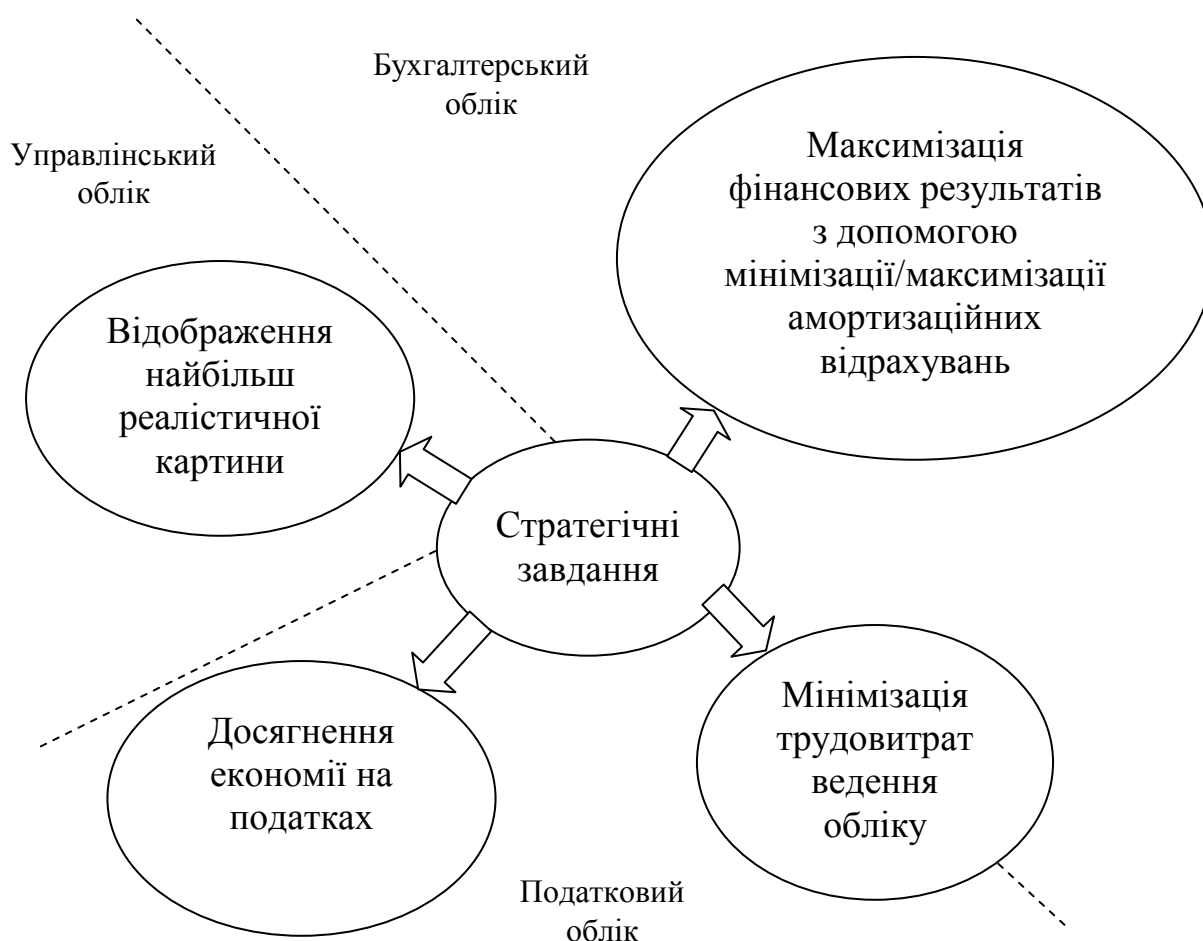 Бухгалтерський
облік
Управлінський
облік
Максимізація
фінансових результатів
з допомогою
мінімізації/максимізації
амортизаційних
відрахувань
Відображення
найбільш
реалістичної
картини
Стратегічні
завдання
Досягнення
економії на
податках
Мінімізація
трудовитрат
ведення
обліку
Податковий
облік